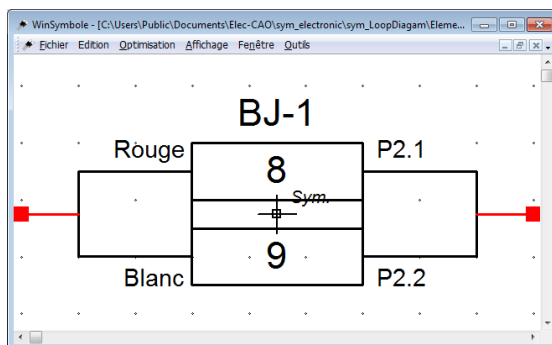 WinSymbole - [C:\Users\Public\Documents\Elec-CAO\sym_electronic\sym_LoopDiagam\Eleme...
Fichier Edition Optimisation Affichage Fenêtre Outils
BJ-1
Rouge 8 P2.1
Sym.
Blanc 9 P2.2